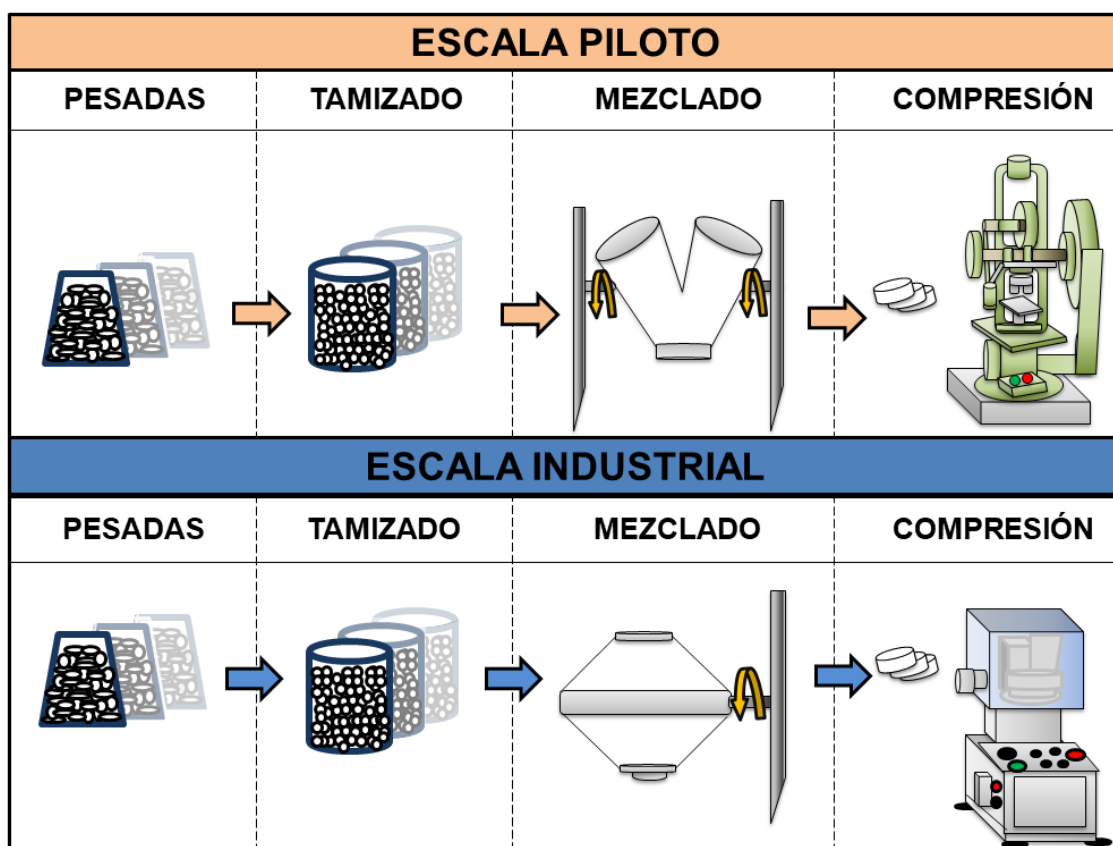 ESCALA PILOTO
PESADAS TAMIZADO MEZCLADO COMPRESIÓN
ESCALA INDUSTRIAL
PESADAS TAMIZADO MEZCLADO COMPRESIÓN